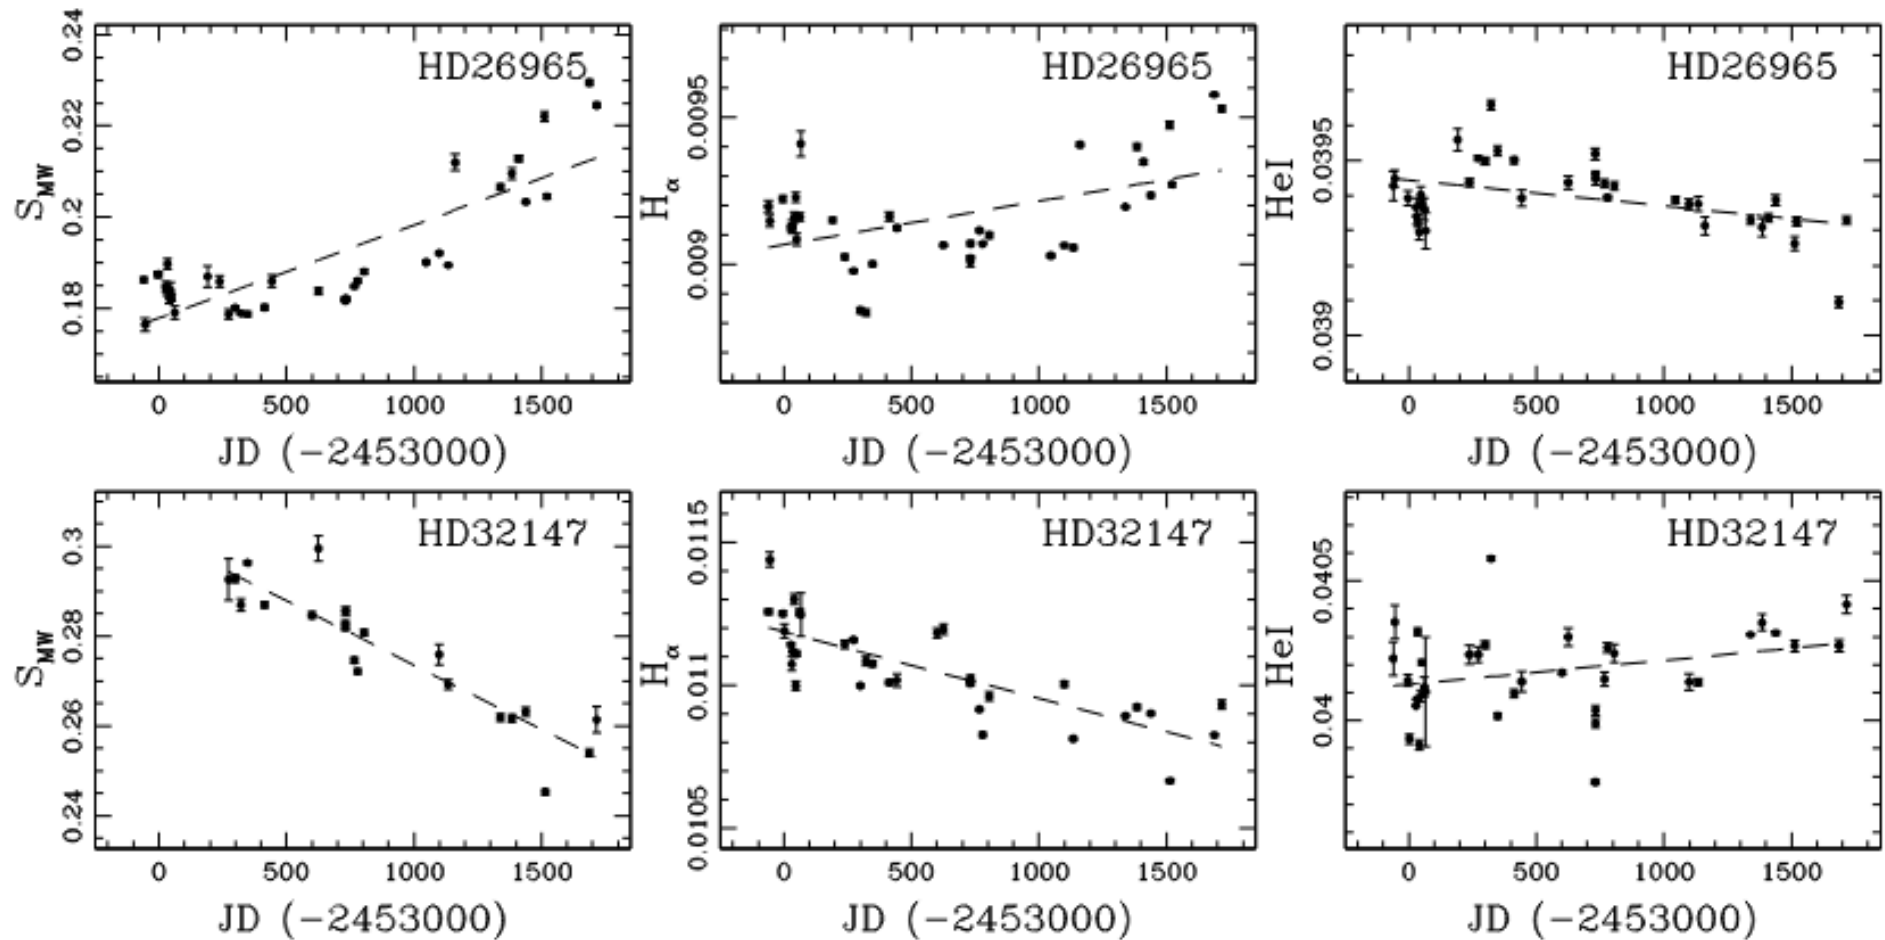 HD26965
S_MW
0.24
0.22
0.2
0.18
0 500 1000 1500
JD (-2453000)
HD26965
H_α
0.0095
0.009
0 500 1000 1500
JD (-2453000)
HD26965
HeI
0.0395
0.039
0 500 1000 1500
JD (-2453000)
HD32147
S_MW
0.3
0.28
0.26
0.24
0 500 1000 1500
JD (-2453000)
HD32147
H_α
0.0115
0.011
0.0105
0 500 1000 1500
JD (-2453000)
HD32147
HeI
0.0405
0.04
0 500 1000 1500
JD (-2453000)